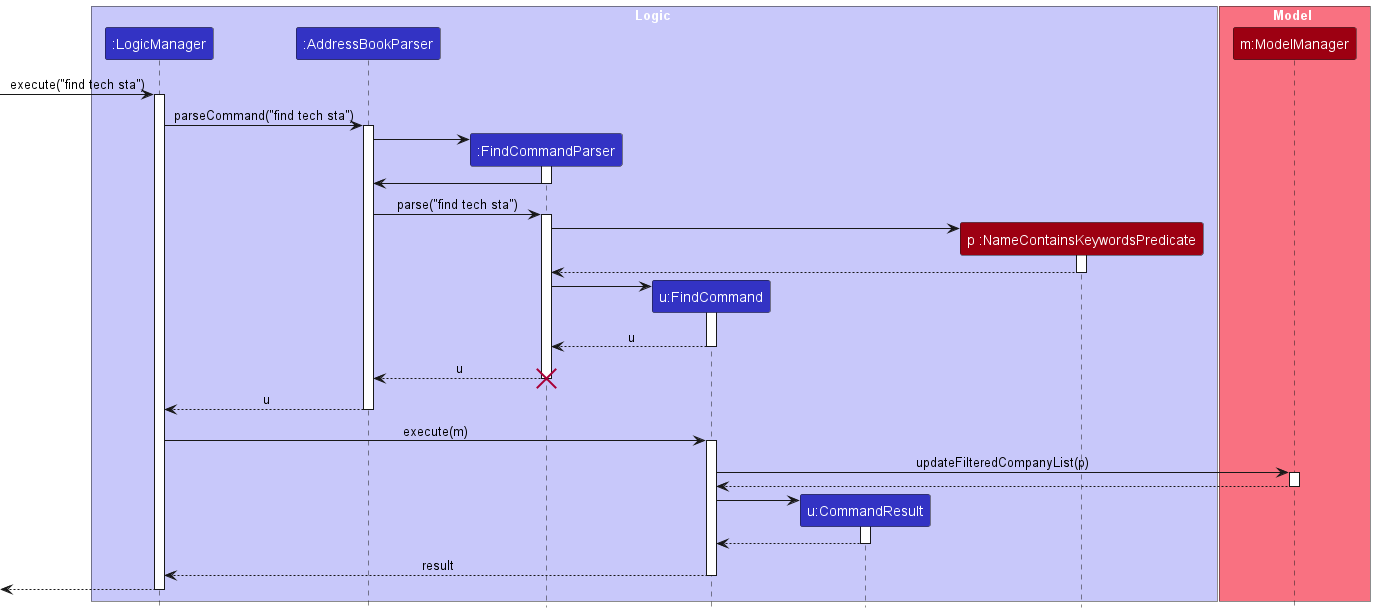 Logic
Model
:LogicManager
:AddressBookParser
m:ModelManager
execute("find tech sta")
parseCommand("find tech sta")
:FindCommandParser
parse("find tech sta")
p :NameContainsKeywordsPredicate
u:FindCommand
u
u
u
execute(m)
updateFilteredCompanyList(p)
u:CommandResult
result